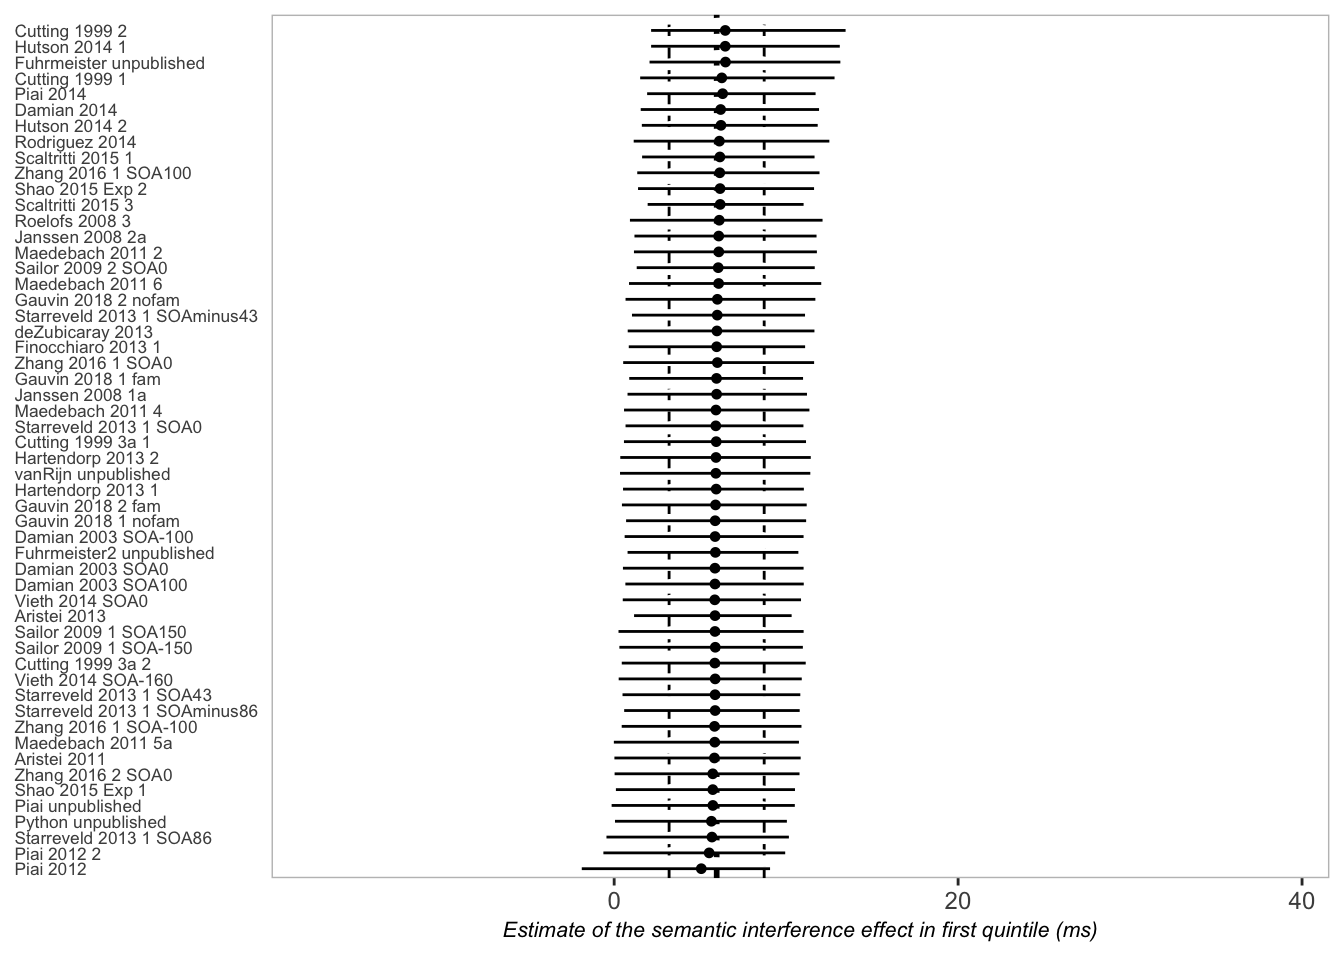 Cutting 1999 2
Hutson 2014 1
Fuhrmeister unpublished
Cutting 1999 1
Piai 2014
Damian 2014
Hutson 2014 2
Rodriguez 2014
Scaltritti 2015 1
Zhang 2016 1 SOA100
Shao 2015 Exp 2
Scaltritti 2015 3
Roelofs 2008 3
Janssen 2008 2a
Maedebach 2011 2
Sailor 2009 2 SOA0
Maedebach 2011 6
Gauvin 2018 2 nofam
Starreveld 2013 1 SOAminus43
deZubicaray 2013
Finocchiaro 2013 1
Zhang 2016 1 SOA0
Gauvin 2018 1 fam
Janssen 2008 1a
Maedebach 2011 4
Starreveld 2013 1 SOA0
Cutting 1999 3a 1
Hartendorp 2013 2
vanRijn unpublished
Hartendorp 2013 1
Gauvin 2018 2 fam
Gauvin 2018 1 nofam
Damian 2003 SOA-100
Fuhrmeister2 unpublished
Damian 2003 SOA0
Damian 2003 SOA100
Vieth 2014 SOA0
Aristei 2013
Sailor 2009 1 SOA150
Sailor 2009 1 SOA-150
Cutting 1999 3a 2
Vieth 2014 SOA-160
Starreveld 2013 1 SOA43
Starreveld 2013 1 SOAminus86
Zhang 2016 1 SOA-100
Maedebach 2011 5a
Aristei 2011
Zhang 2016 2 SOA0
Shao 2015 Exp 1
Piai unpublished
Python unpublished
Starreveld 2013 1 SOA86
Piai 2012 2
Piai 2012
0 20 40
Estimate of the semantic interference effect in first quintile (ms)